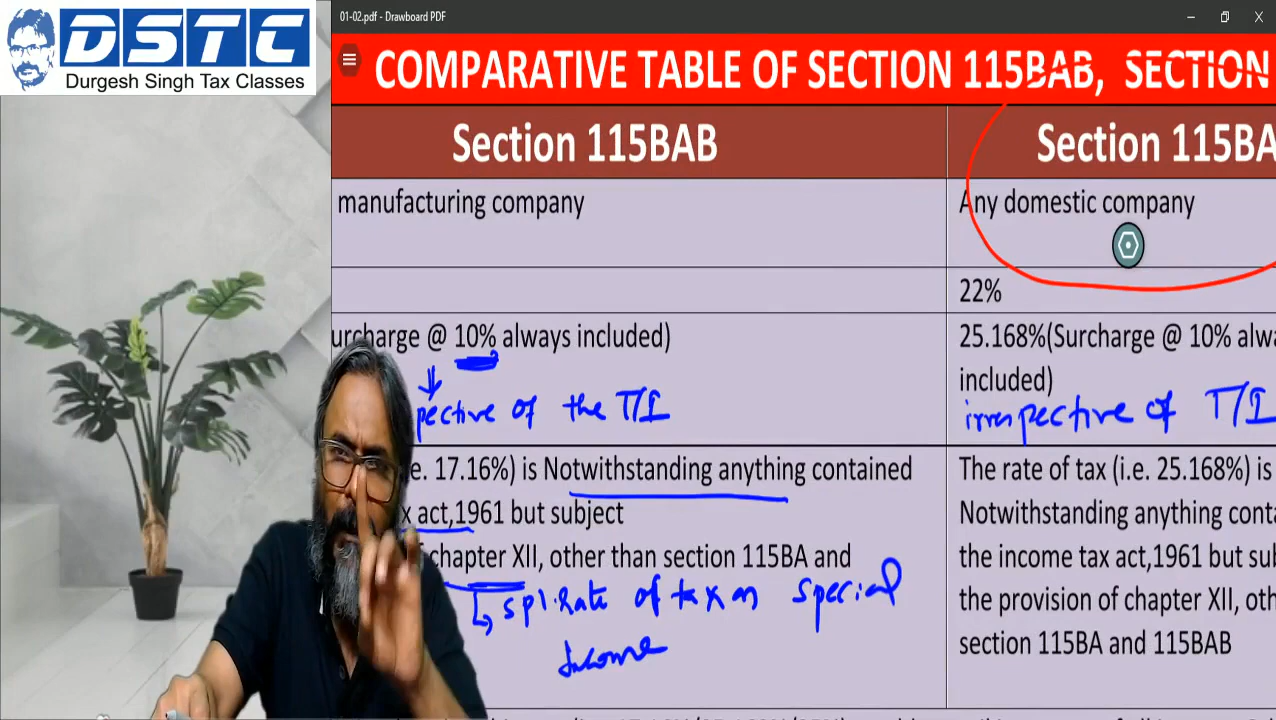 DSTC
Durgesh Singh Tax Classes
01-02.pdf - Drawboard PDF
COMPARATIVE TABLE OF SECTION 115BAB, SECTION
Section 115BAB
Section 115BA
manufacturing company
Any domestic company
22%
urcharge @ 10% always included)
25.168%(Surcharge @ 10% alwa
included)
pective of the T/I
irrespective of T/I
.e. 17.16%) is Notwithstanding anything contained
x act,1961 but subject
f chapter XII, other than section 115BA and
spl. Rate of tax on special
income
The rate of tax (i.e. 25.168%) is
Notwithstanding anything conta
the income tax act,1961 but sub
the provision of chapter XII, oth
section 115BA and 115BAB